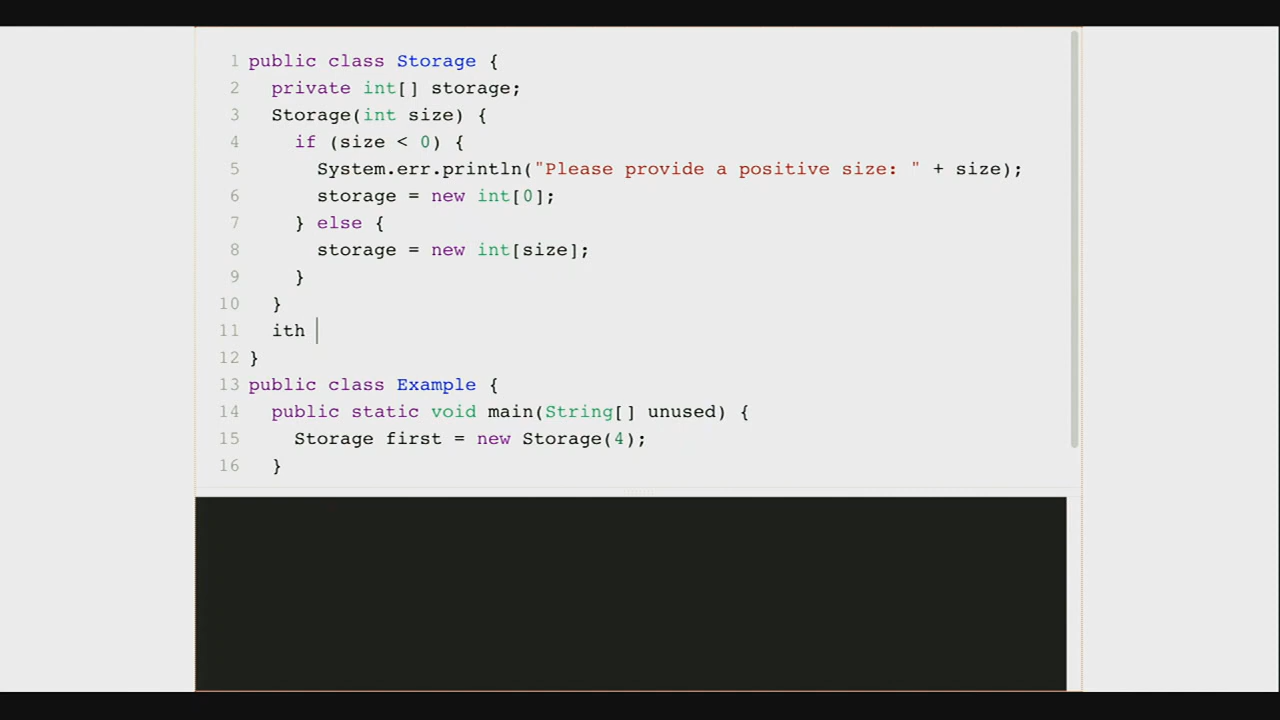 1 public class Storage {
2 private int[] storage;
3 Storage(int size) {
4 if (size < 0) {
5 System.err.println("Please provide a positive size: " + size);
6 storage = new int[0];
7 } else {
8 storage = new int[size];
9 }
10 }
11 ith
12 }
13 public class Example {
14 public static void main(String[] unused) {
15 Storage first = new Storage(4);
16 }